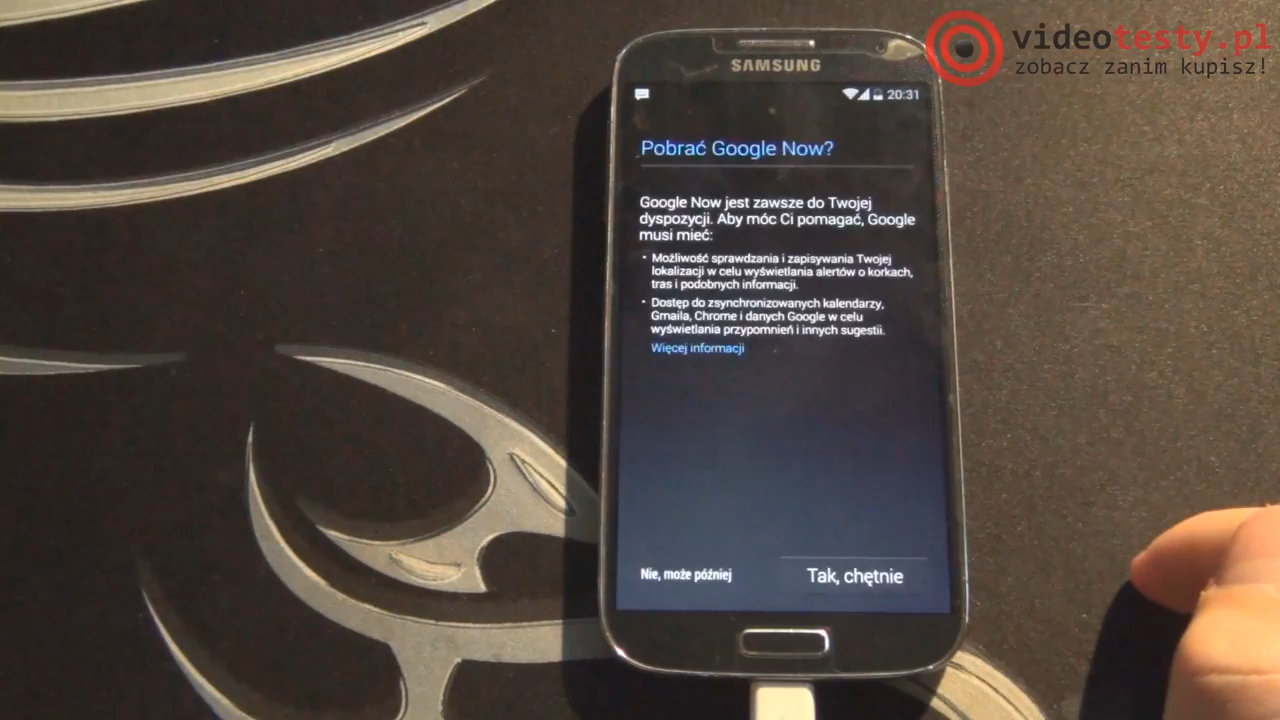 videotesty.pl
zobacz zanim kupisz!
SAMSUNG
20:31
Pobrać Google Now?
Google Now jest zawsze do Twojej
dyspozycji. Aby móc Ci pomagać, Google
musi mieć:
• Możliwość sprawdzania i zapisywania Twojej
lokalizacji w celu wyświetlania alertów o korkach,
tras i podobnych informacji.
• Dostęp do zsynchronizowanych kalendarzy,
Gmaila, Chrome i danych Google w celu
wyświetlania przypomnień i innych sugestii.
Więcej informacji
Nie, może później
Tak, chętnie